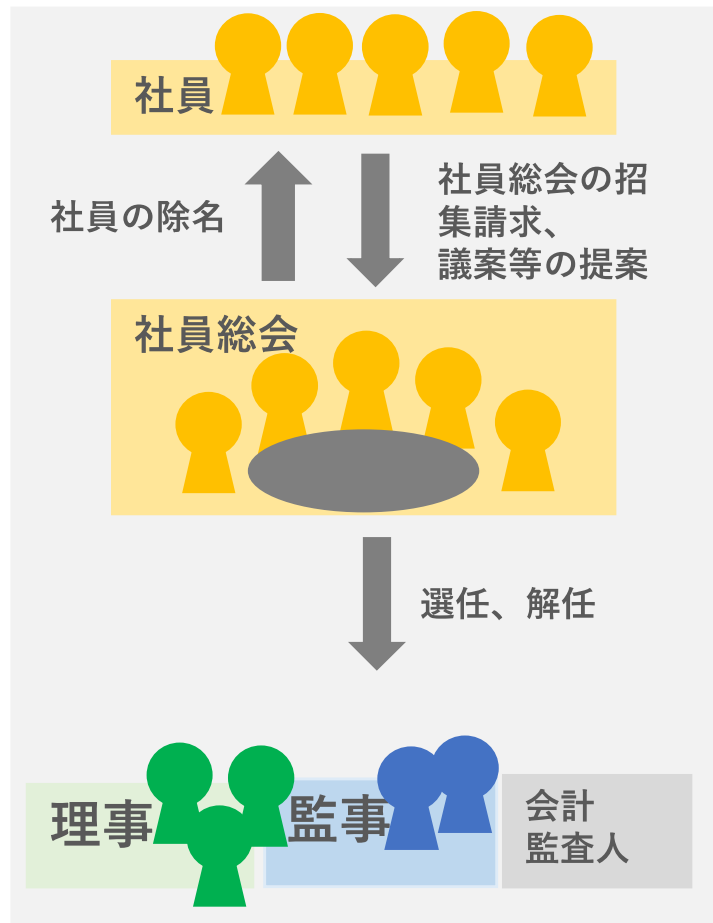 社員
社員の除名
社員総会の招
集請求、
議案等の提案
社員総会
選任、解任
理事
監事
会計
監査人